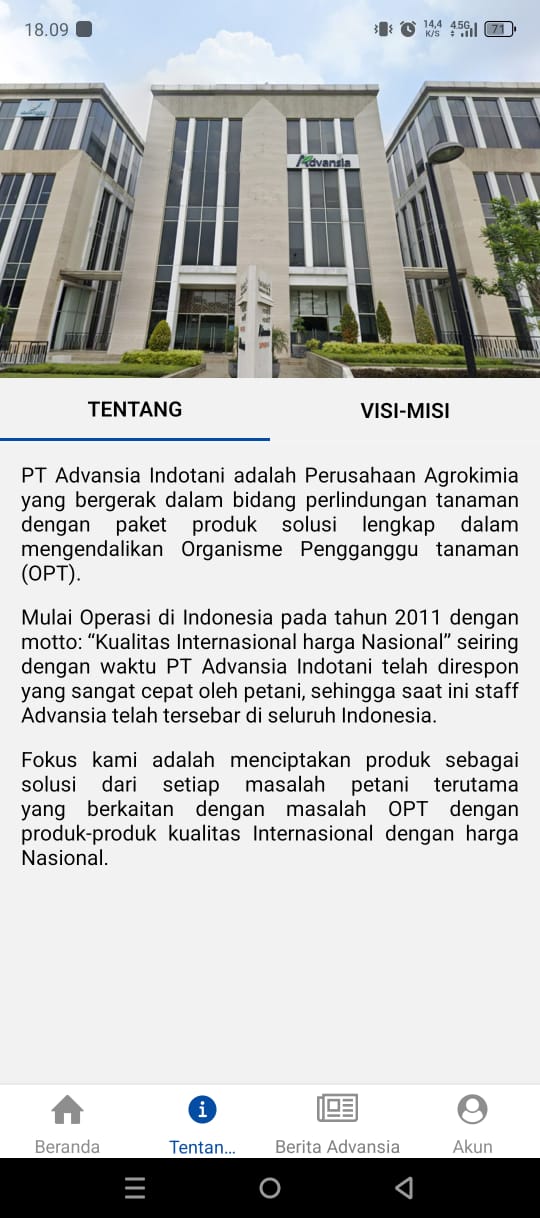 18.09
14,4
K/S
4.5G
71
Advansia
TENTANG
VISI-MISI
PT Advansia Indotani adalah Perusahaan Agrokimia
yang bergerak dalam bidang perlindungan tanaman
dengan paket produk solusi lengkap dalam
mengendalikan Organisme Pengganggu tanaman
(OPT).
Mulai Operasi di Indonesia pada tahun 2011 dengan
motto: “Kualitas Internasional harga Nasional” seiring
dengan waktu PT Advansia Indotani telah direspon
yang sangat cepat oleh petani, sehingga saat ini staff
Advansia telah tersebar di seluruh Indonesia.
Fokus kami adalah menciptakan produk sebagai
solusi dari setiap masalah petani terutama
yang berkaitan dengan masalah OPT dengan
produk-produk kualitas Internasional dengan harga
Nasional.
Beranda
Tentan...
Berita Advansia
Akun